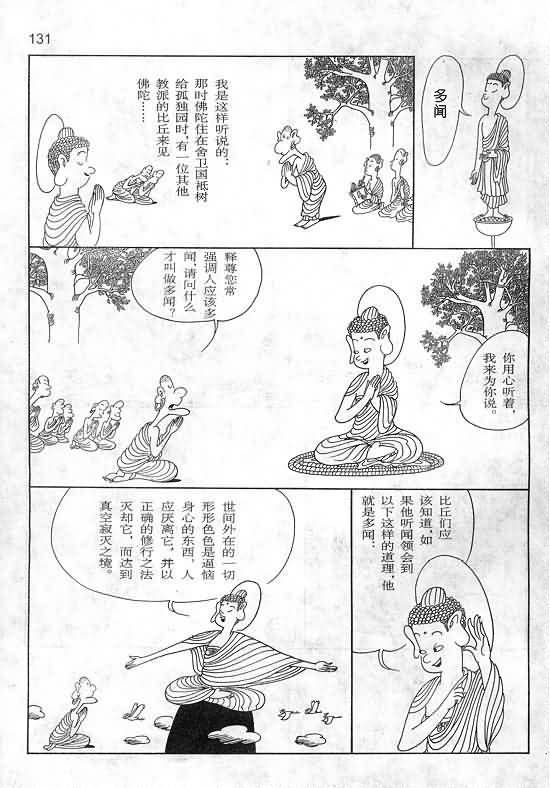 131
多闻
我是这样听说的：
那时佛陀住在舍卫国袛树
给孤独园时，有一位其他
教派的比丘来见
佛陀……
释尊您常
强调人应该多
闻，请问什么
才叫做多闻？
你用心听着，
我来为你说。
比丘们应
该知道，如
果他听闻领会到
以下这样的道理，他
就是多闻：
世间外在的一切
形形色色是逼恼
身心的东西，人
应厌离它，并以
正确的修行之法
灭却它，而达到
真空寂灭之境。